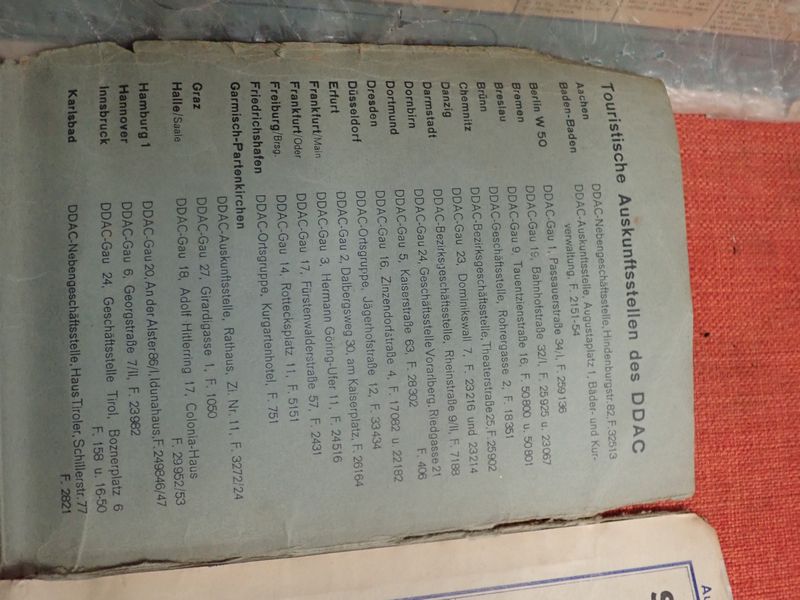 Touristische Auskunftsstellen des DDAC
Aachen DDAC-Nebengeschäftsstelle, Hindenburgstr. 82, F. 32513
Baden-Baden DDAC-Auskunftsstelle, Augustaplatz 1, Bäder- und Kur-
verwaltung, F. 2151-54
Berlin W 50 DDAC-Gau 1, Passauerstraße 34/I, F. 259136
Bremen DDAC-Gau 19, Bahnhofstraße 32/I, F. 25925 u. 23067
Breslau DDAC-Gau 9, Tauentzienstraße 16, F. 50800 u. 50801
Brünn DDAC-Geschäftsstelle, Rohrergasse 2, F. 18351
Chemnitz DDAC-Bezirksgeschäftsstelle, Theaterstraße 25, F. 25902
Danzig DDAC-Gau 23, Dominikswall 7, F. 23216 und 23214
Darmstadt DDAC-Bezirksgeschäftsstelle, Rheinstraße 9/II, F. 7188
Dornbirn DDAC-Gau 24, Geschäftsstelle Vorarlberg, Riedgasse 21
F. 406
Dortmund DDAC-Gau 5, Kaiserstraße 63, F. 28302
Dresden DDAC-Gau 16, Zinzendorfstraße 4, F. 17082 u. 22182
Düsseldorf DDAC-Ortsgruppe, Jägerhofstraße 12, F. 33434
Erfurt DDAC-Gau 2, Dalbergsweg 30, am Kaiserplatz, F. 26164
Frankfurt/Main DDAC-Gau 3, Hermann Göring-Ufer 11, F. 24516
Frankfurt/Oder DDAC-Gau 17, Fürstenwalderstraße 57, F. 2431
Freiburg/Brsg. DDAC-Gau 14, Rottecksplatz 11, F. 5151
Friedrichshafen DDAC-Ortsgruppe, Kurgartenhotel, F. 751
Garmisch-Partenkirchen
DDAC-Auskunftsstelle, Rathaus, Zi. Nr. 11, F. 3272/24
Graz DDAC-Gau 27, Girardigasse 1, F. 1050
Halle/Saale DDAC-Gau 18, Adolf Hitlerring 17, Colonia-Haus
F. 29952/53
Hamburg 1 DDAC-Gau 20, An der Alster 86/I, Idunahaus, F. 249846/47
Hannover DDAC-Gau 6, Georgstraße 7/II, F. 23982
Innsbruck DDAC-Gau 24, Geschäftsstelle Tirol, Boznerplatz 6
F. 158 u. 16-50
Karlsbad DDAC-Nebengeschäftsstelle, Haus Tiroler, Schillerstr. 77
F. 2821